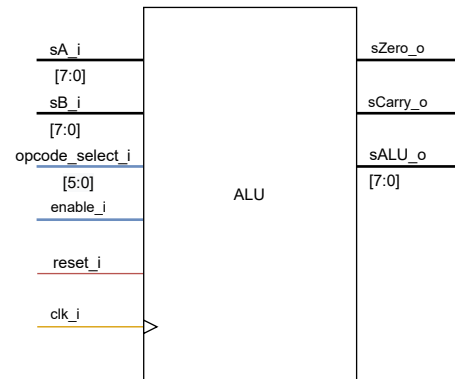 sA_i
[7:0]
sB_i
[7:0]
opcode_select_i
[5:0]
enable_i
reset_i
clk_i
ALU
sZero_o
sCarry_o
sALU_o
[7:0]